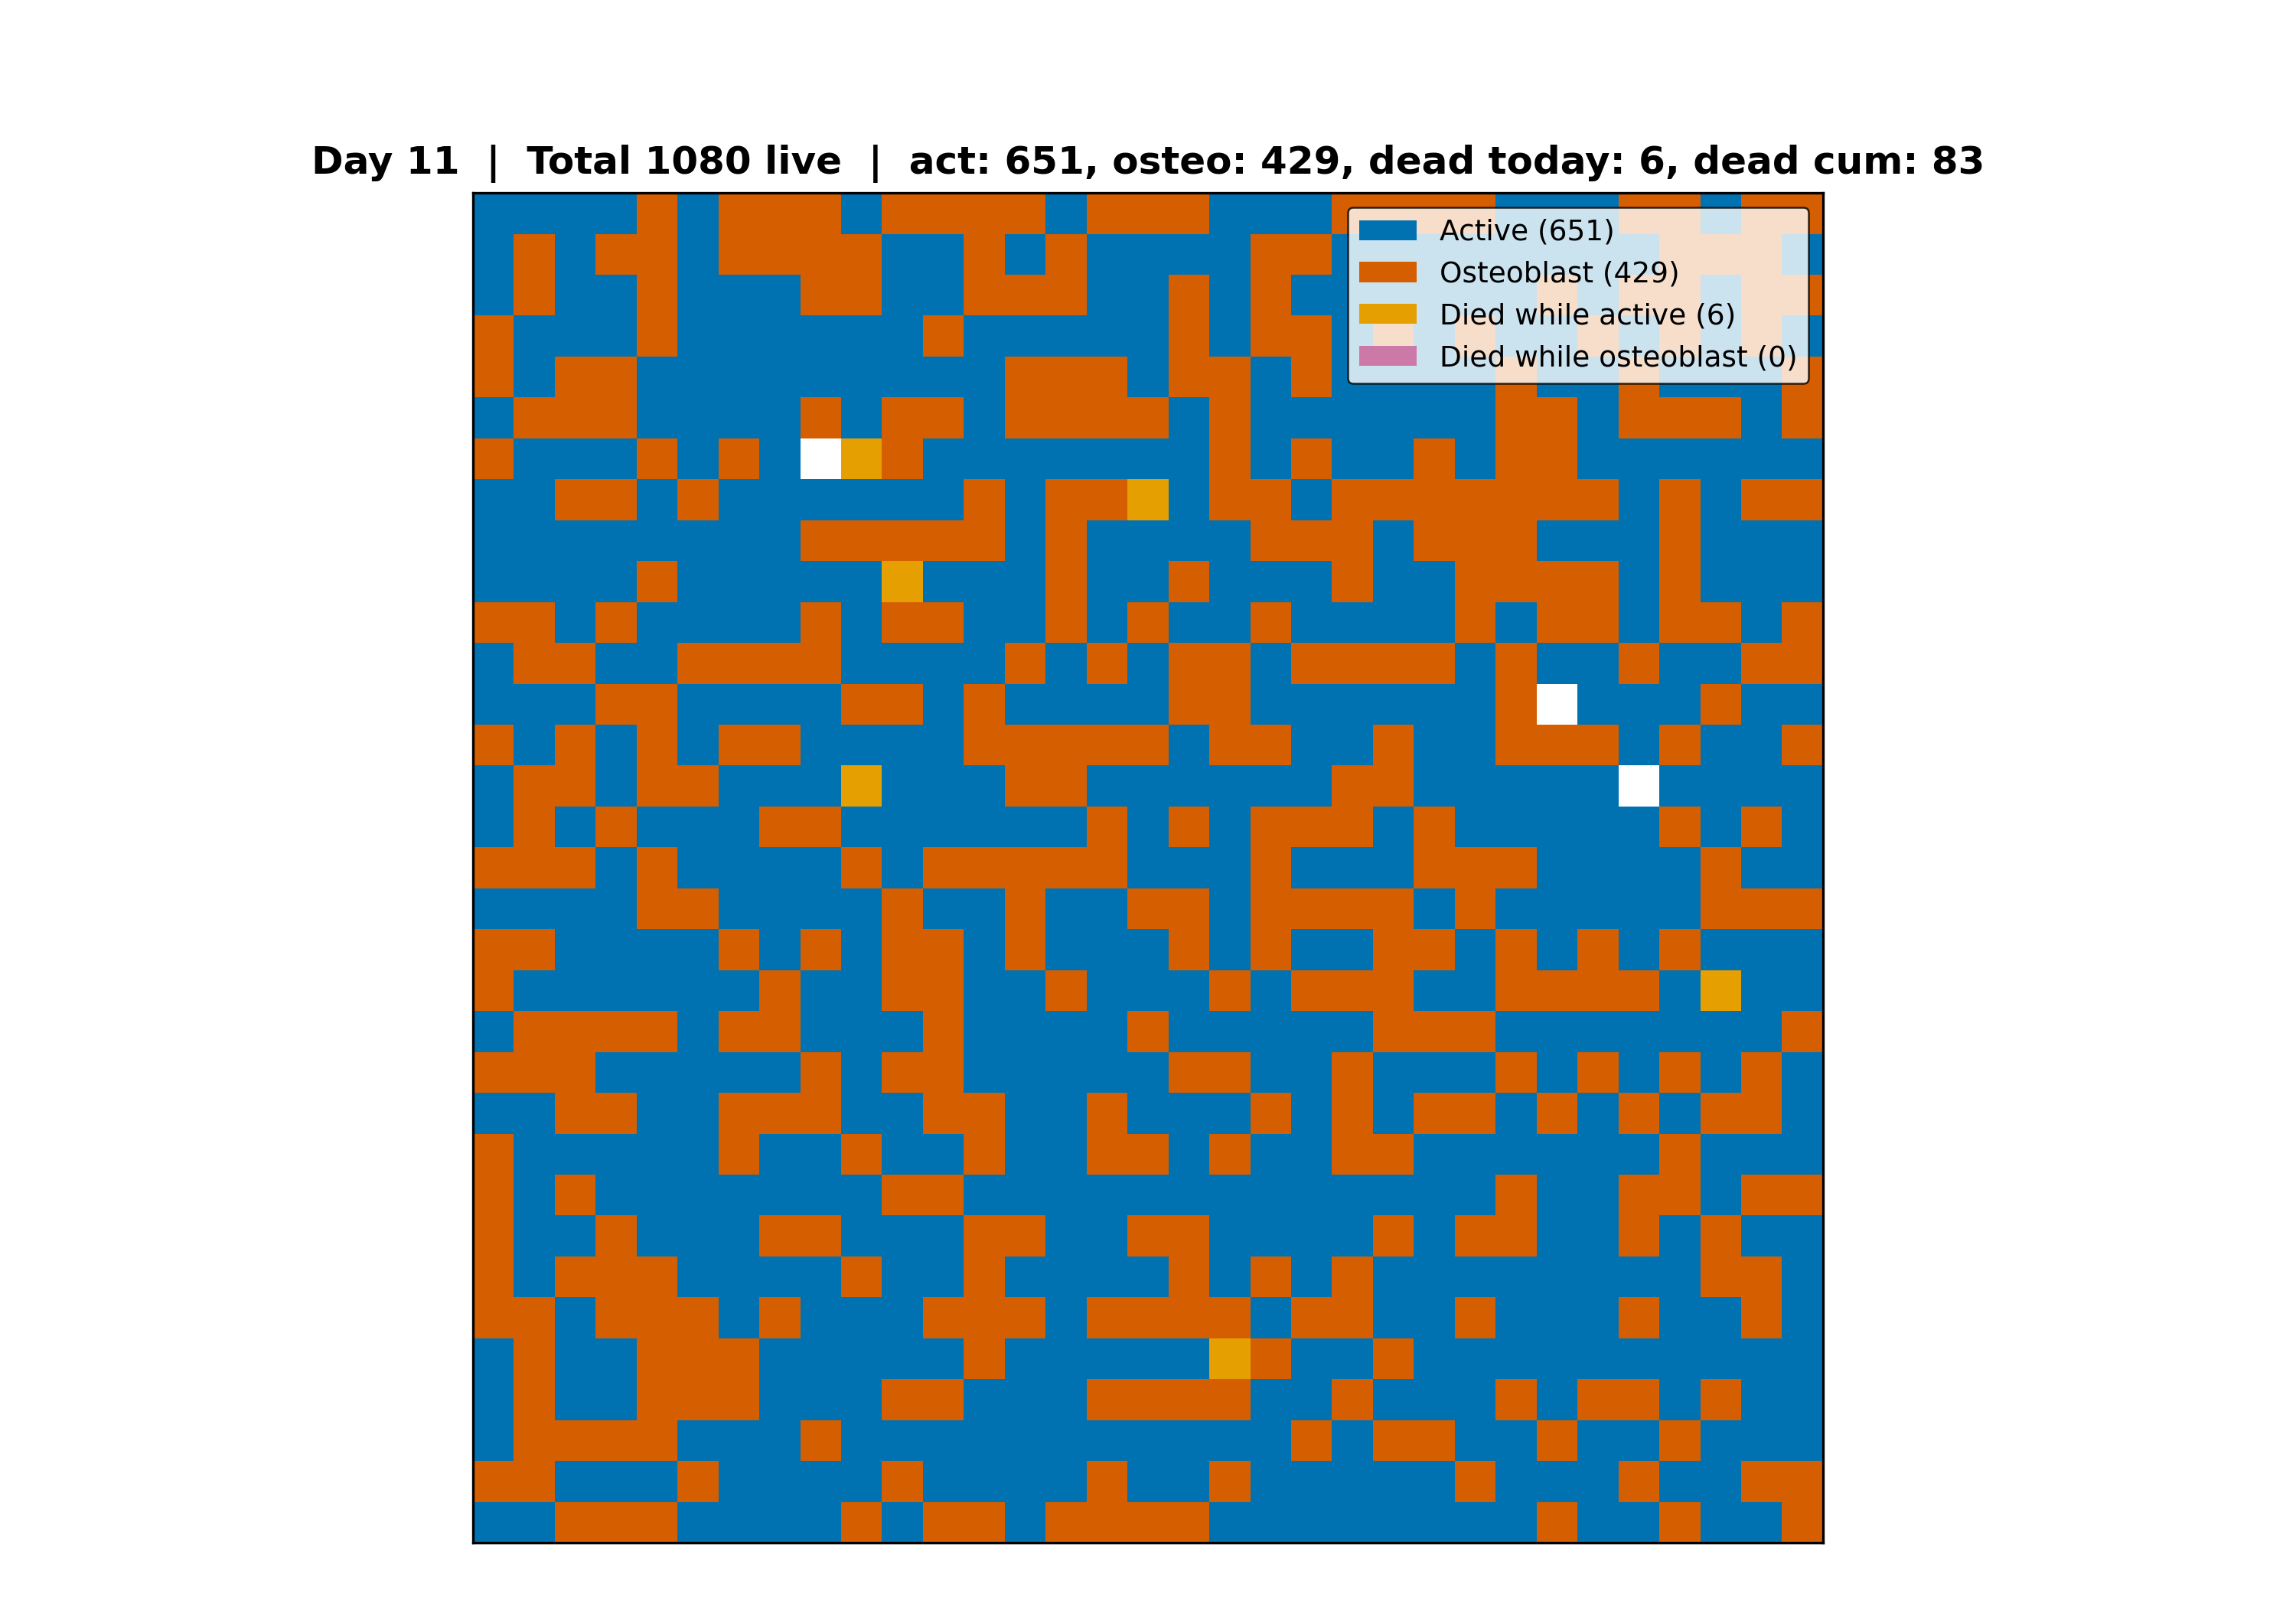 Day 11 | Total 1080 live | act: 651, osteo: 429, dead today: 6, dead cum: 83
Active (651)
Osteoblast (429)
Died while active (6)
Died while osteoblast (0)